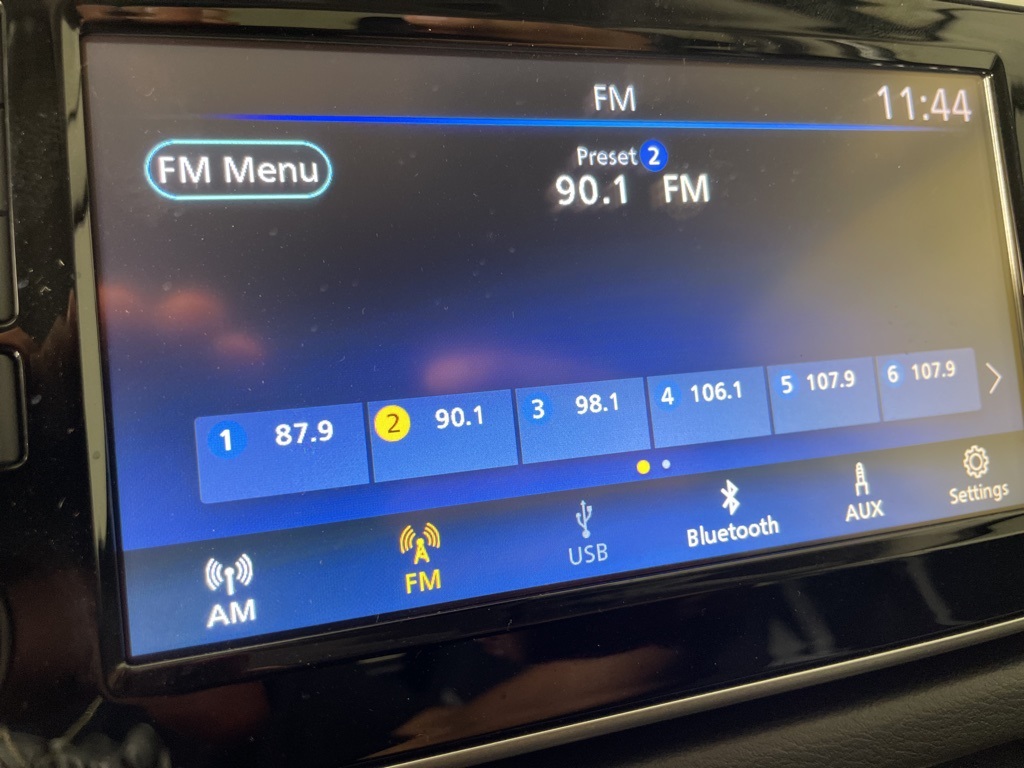 FM
11:44
FM Menu
Preset 2
90.1 FM
1 87.9
2 90.1
3 98.1
4 106.1
5 107.9
6 107.9
AM
FM
USB
Bluetooth
AUX
Settings